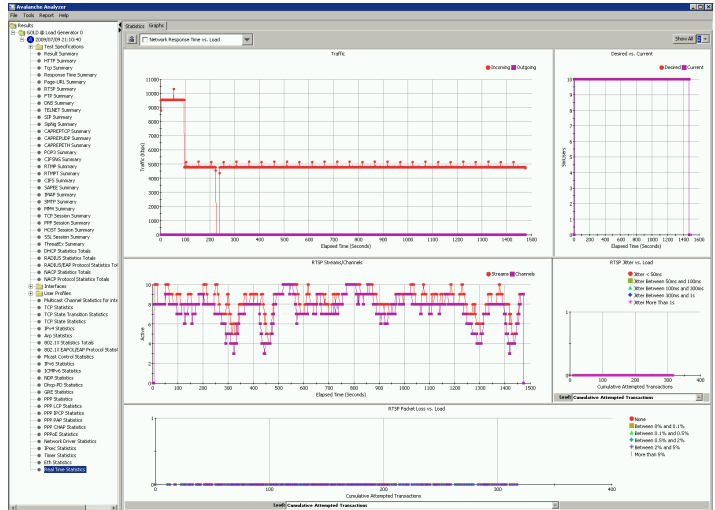 Avalanche Analyzer
File Tools Report Help
Results
GOLD @ Load Generator 0
2009/07/09 21:10:40
Test Specifications
Result Summary
HTTP Summary
Tcp Summary
Response Time Summary
Page-URL Summary
RTSP Summary
FTP Summary
DNS Summary
TELNET Summary
SIP Summary
SipNg Summary
CAPREPTCP Summary
CAPREPUDP Summary
CAPREPETH Summary
POP3 Summary
CIFSNG Summary
RTMP Summary
RTMPT Summary
CIFS Summary
SAPEE Summary
IMAP Summary
SMTP Summary
MM4 Summary
TCP Session Summary
PPP Session Summary
HOST Session Summary
SSL Session Summary
ThreatEx Summary
DHCP Statistics Totals
RADIUS Statistics Totals
RADIUS/EAP Protocol Statistics To
NACP Statistics Totals
NACP Protocol Statistics Totals
Interfaces
User Profiles
Multicast Channel Statistics for inte
TCP Statistics
TCP State Transition Statistics
TCP State Statistics
IPv4 Statistics
Arp Statistics
802.1X Statistics Totals
802.1X EAPOL/EAP Protocol Statist
Mcast Control Statistics
IPv6 Statistics
ICMPv6 Statistics
NDP Statistics
Dhcp-PD Statistics
GRE Statistics
PPP Statistics
PPP LCP Statistics
PPP IPCP Statistics
PPP PAP Statistics
PPP CHAP Statistics
PPPoE Statistics
Network Driver Statistics
IPsec Statistics
Timer Statistics
Eth Statistics
Real Time Statistics
Statistics Graphs
Network Response Time vs. Load
Show All
Traffic
Incoming Outgoing
11000
10000
9000
8000
7000
6000
5000
4000
3000
2000
1000
0
Traffic (Kbps)
0 100 200 300 400 500 600 700 800 900 1000 1100 1200 1300 1400 1500
Elapsed Time (Seconds)
Desired vs. Current
Desired Current
10
9
8
7
6
5
4
3
2
1
0
SimUsers
0 200 400 600 800 1000 1200 1400 1600
Elapsed Time (Seconds)
RTSP Streams/Channels
Streams Channels
10
8
6
4
2
0
Active
0 100 200 300 400 500 600 700 800 900 1000 1100 1200 1300 1400 1500
Elapsed Time (Seconds)
RTSP Jitter vs. Load
Jitter < 50ms
Jitter Between 50ms and 100ms
Jitter Between 100ms and 300ms
Jitter Between 300ms and 1s
Jitter More Than 1s
1
0
0 100 200 300 400
Cumulative Attempted Transactions
Load: Cumulative Attempted Transactions
RTSP Packet Loss vs. Load
None
Between 0% and 0.1%
Between 0.1% and 0.5%
Between 0.5% and 2%
Between 2% and 5%
More than 5%
1
0
0 100 200 300 400
Cumulative Attempted Transactions
Load: Cumulative Attempted Transactions